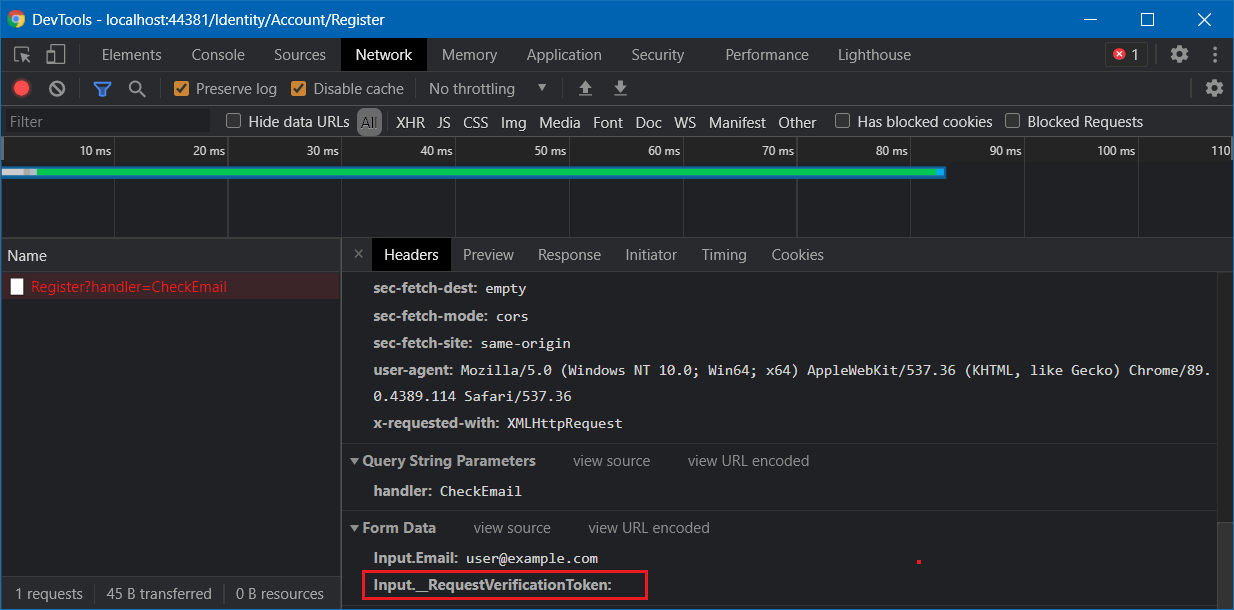 DevTools - localhost:44381/Identity/Account/Register
Elements Console Sources Network Memory Application Security Performance Lighthouse 1
Preserve log Disable cache No throttling
Filter Hide data URLs All XHR JS CSS Img Media Font Doc WS Manifest Other Has blocked cookies Blocked Requests
10 ms 20 ms 30 ms 40 ms 50 ms 60 ms 70 ms 80 ms 90 ms 100 ms 110
Name
Register?handler=CheckEmail
1 requests 45 B transferred 0 B resources
× Headers Preview Response Initiator Timing Cookies
sec-fetch-dest: empty
sec-fetch-mode: cors
sec-fetch-site: same-origin
user-agent: Mozilla/5.0 (Windows NT 10.0; Win64; x64) AppleWebKit/537.36 (KHTML, like Gecko) Chrome/89.
0.4389.114 Safari/537.36
x-requested-with: XMLHttpRequest
Query String Parameters view source view URL encoded
handler: CheckEmail
Form Data view source view URL encoded
Input.Email: user@example.com
Input.__RequestVerificationToken: